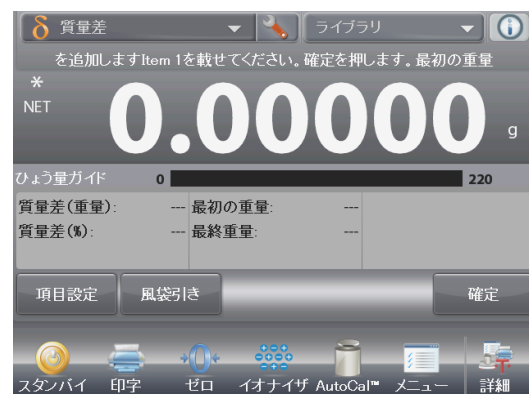 δ 質量差 ライブラリ
を追加しますItem 1を載せてください。確定を押します。最初の重量
*
NET 0.00000 g
ひょう量ガイド 0 220
質量差(重量): --- 最初の重量: ---
質量差(%): --- 最終重量: ---
項目設定 風袋引き 確定
スタンバイ 印字 ゼロ イオナイザ AutoCal™ メニュー 詳細